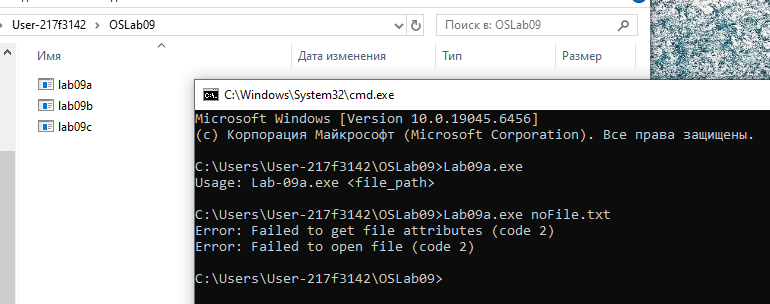 User-217f3142 > OSLab09
Поиск в: OSLab09
Имя
Дата изменения
Тип
Р
lab09a
lab09b
lab09c
C:\Windows\System32\cmd.exe
Microsoft Windows [Version 10.0.19045.6456]
(c) Корпорация Майкрософт (Microsoft Corporation). Все права защищены.
C:\Users\User-217f3142\OSLab09>Lab09a.exe
Usage: Lab-09a.exe <file_path>
C:\Users\User-217f3142\OSLab09>Lab09a.exe noFile.txt
Error: Failed to get file attributes (code 2)
Error: Failed to open file (code 2)
C:\Users\User-217f3142\OSLab09>